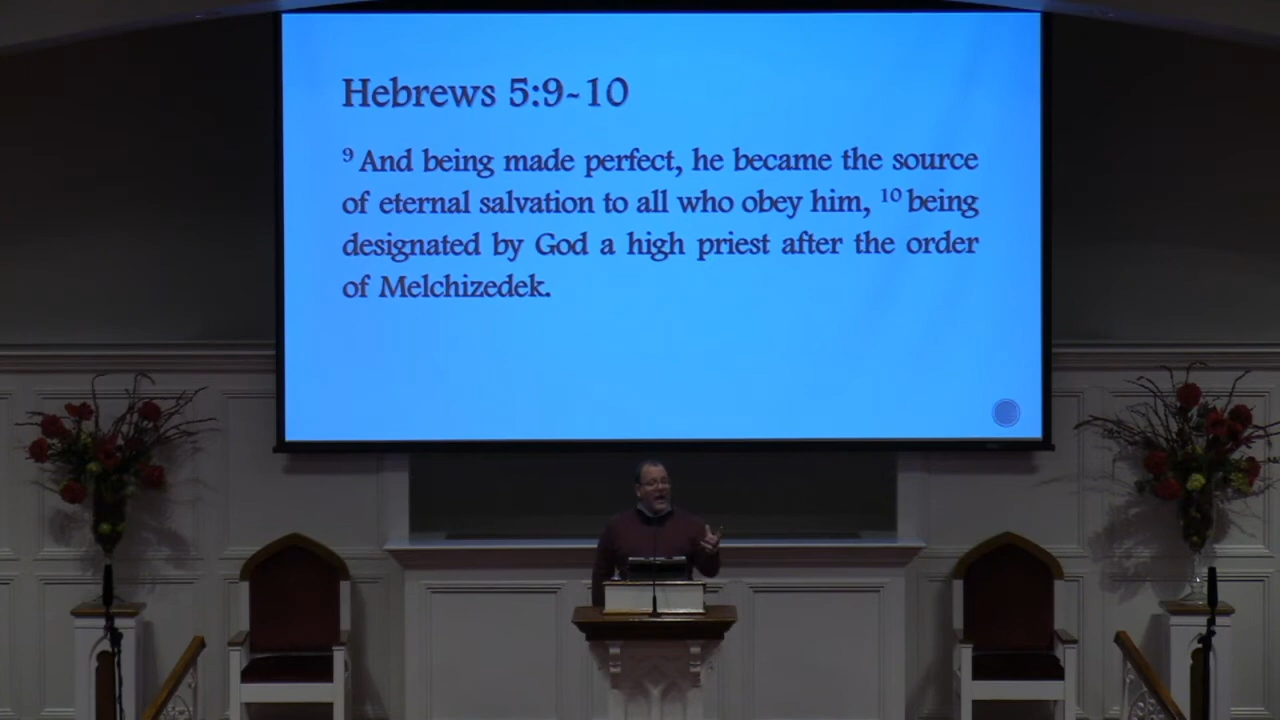 Hebrews 5:9-10
⁹ And being made perfect, he became the source
of eternal salvation to all who obey him, ¹⁰ being
designated by God a high priest after the order
of Melchizedek.